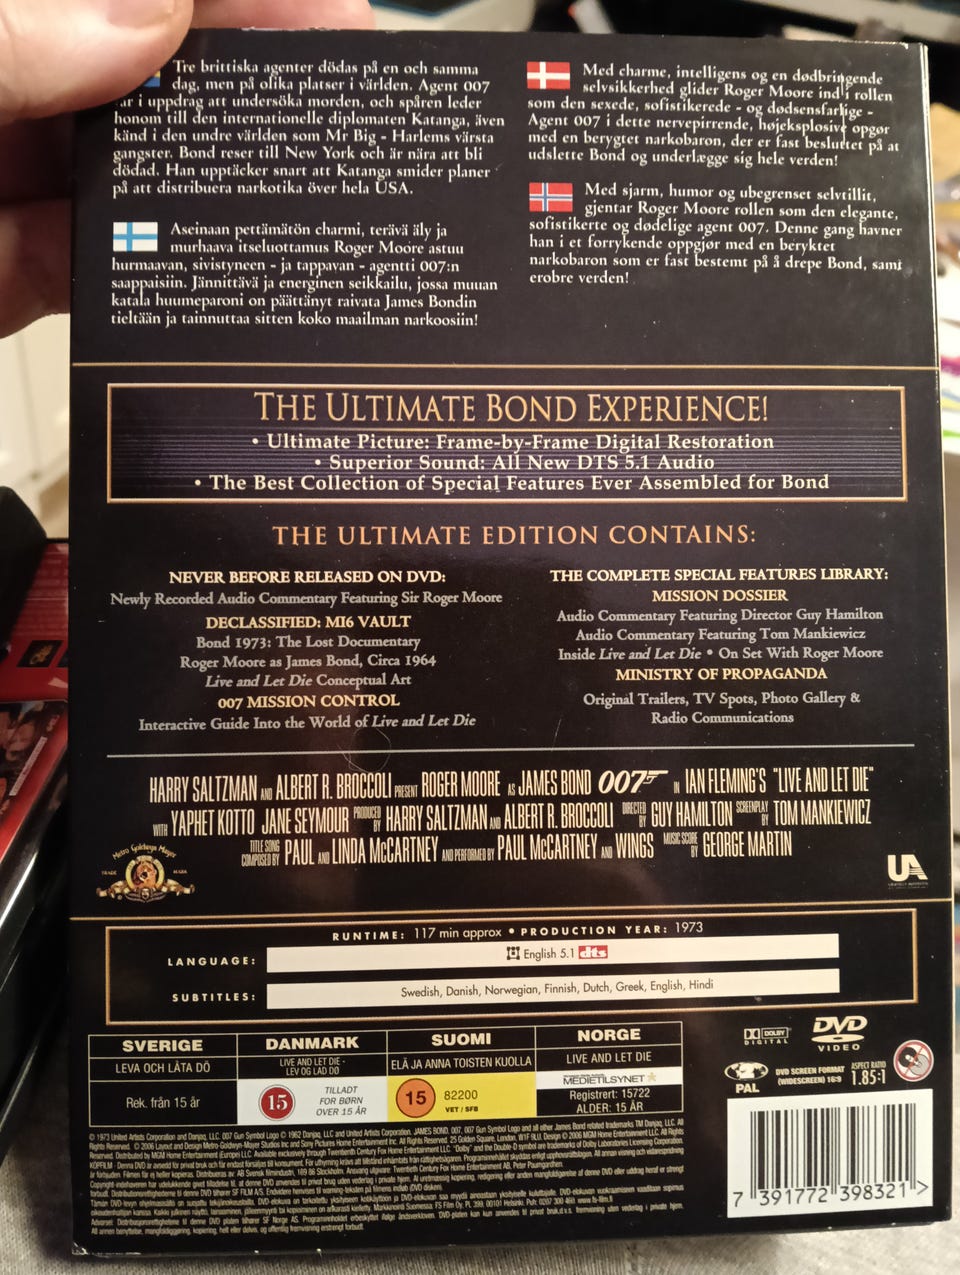 Tre brittiska agenter dödas på en och samma
dag, men på olika platser i världen. Agent 007
är i uppdrag att undersöka morden, och spåren leder
honom till den internationelle diplomaten Katanga, även
känd i den undre världen som Mr Big - Harlems värsta
gangster. Bond reser till New York och är nära att bli
dödad. Han upptäcker snart att Katanga smider planer
på att distribuera narkotika över hela USA.
Aseinaan pettämätön charmi, terävä äly ja
murhaava itseluottamus Roger Moore astuu
hurmaavan, sivistyneen - ja tappavan - agentti 007:n
saappaisiin. Jännittävä ja energinen seikkailu, jossa muuan
katala huumeparoni on päättänyt raivata James Bondin
tieltään ja tainnuttaa sitten koko maailman narkoosiin!
Med charme, intelligens og en dødbringende
selvsikkerhed glider Roger Moore ind i rollen
som den sexede, sofistikerede - og dødsensfarlige -
Agent 007 i dette nervepirrende, højeksplosive opgør
med en berygtet narkobaron, der er fast besluttet på at
udslette Bond og underlægge sig hele verden!
Med sjarm, humor og ubegrenset selvtillit,
gjentar Roger Moore rollen som den elegante,
sofistikerte og dødelige agent 007. Denne gang havner
han i et forrykende oppgjør med en beryktet
narkobaron som er fast bestemt på å drepe Bond, samt
erobre verden!
THE ULTIMATE BOND EXPERIENCE!
• Ultimate Picture: Frame-by-Frame Digital Restoration
• Superior Sound: All New DTS 5.1 Audio
• The Best Collection of Special Features Ever Assembled for Bond
THE ULTIMATE EDITION CONTAINS:
NEVER BEFORE RELEASED ON DVD:
Newly Recorded Audio Commentary Featuring Sir Roger Moore
DECLASSIFIED: MI6 VAULT
Bond 1973: The Lost Documentary
Roger Moore as James Bond, Circa 1964
Live and Let Die Conceptual Art
007 MISSION CONTROL
Interactive Guide Into the World of Live and Let Die
THE COMPLETE SPECIAL FEATURES LIBRARY:
MISSION DOSSIER
Audio Commentary Featuring Director Guy Hamilton
Audio Commentary Featuring Tom Mankiewicz
Inside Live and Let Die • On Set With Roger Moore
MINISTRY OF PROPAGANDA
Original Trailers, TV Spots, Photo Gallery &
Radio Communications
HARRY SALTZMAN AND ALBERT R. BROCCOLI PRESENT ROGER MOORE AS JAMES BOND 007 IN IAN FLEMING'S "LIVE AND LET DIE"
WITH YAPHET KOTTO JANE SEYMOUR PRODUCED BY HARRY SALTZMAN AND ALBERT R. BROCCOLI DIRECTED BY GUY HAMILTON SCREENPLAY BY TOM MANKIEWICZ
TITLE SONG COMPOSED BY PAUL AND LINDA McCARTNEY AND PERFORMED BY PAUL McCARTNEY AND WINGS MUSIC SCORE BY GEORGE MARTIN
Metro Goldwyn Mayer
TRADE MARK
UA
RUNTIME: 117 min approx • PRODUCTION YEAR: 1973
LANGUAGE: English 5.1 dts
SUBTITLES: Swedish, Danish, Norwegian, Finnish, Dutch, Greek, English, Hindi
SVERIGE
LEVA OCH LÅTA DÖ
Rek. från 15 år
DANMARK
LIVE AND LET DIE -
LEV OG LAD DØ
15 TILLADT
FOR BØRN
OVER 15 ÅR
SUOMI
ELÄ JA ANNA TOISTEN KUOLLA
15 82200
VET / SFB
NORGE
LIVE AND LET DIE
MEDIETILSYNET
Registrert: 15722
ALDER: 15 ÅR
DOLBY
DIGITAL
DVD
VIDEO
PAL
DVD SCREEN FORMAT
(WIDESCREEN) 16:9
ASPECT RATIO
1.85:1
7 391772 398321 >